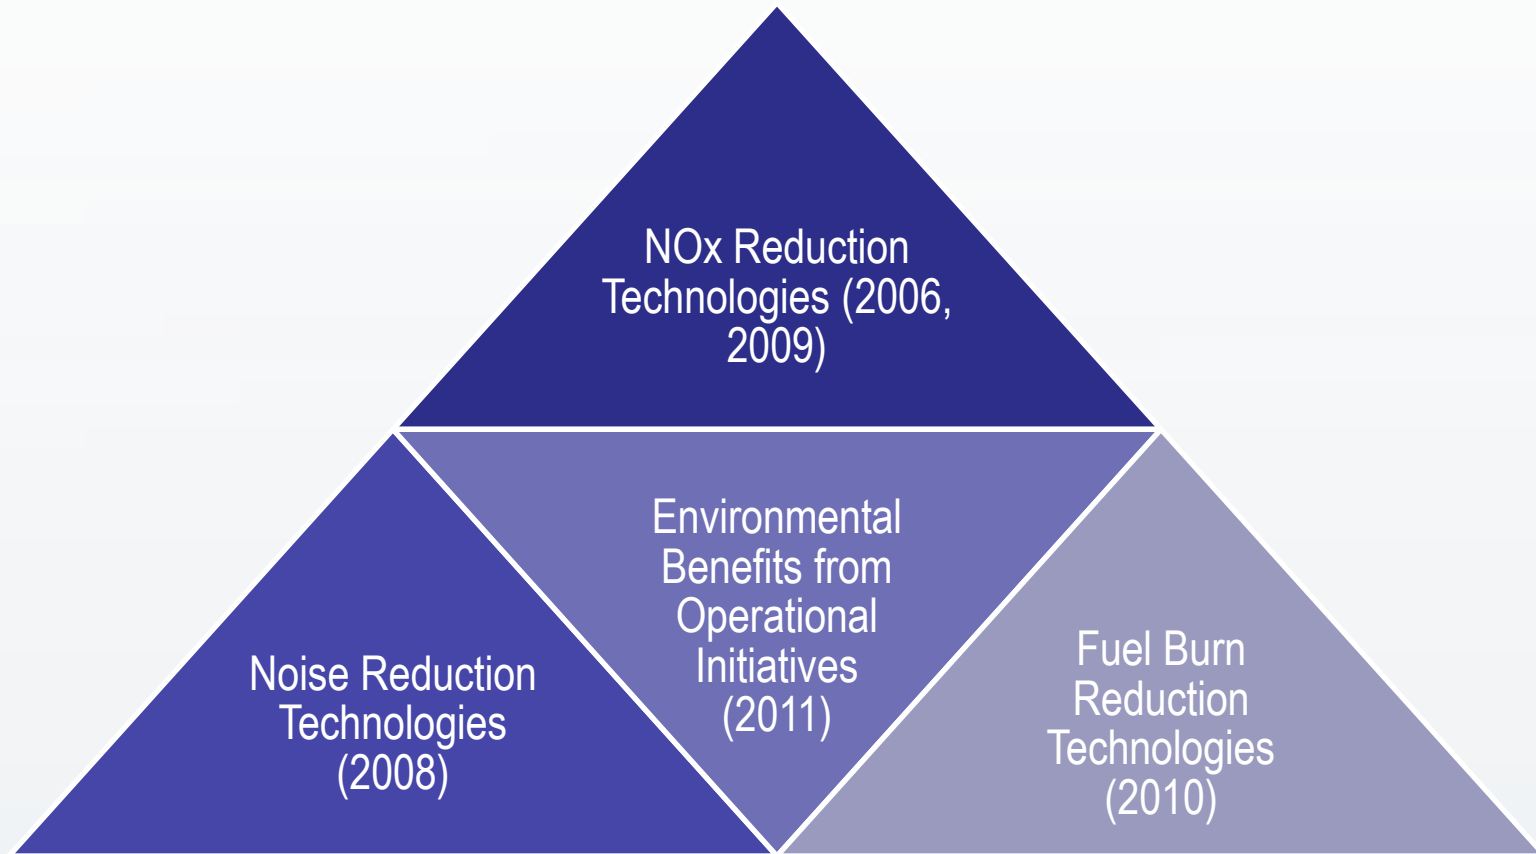 NOx Reduction
Technologies (2006,
2009)
Noise Reduction
Technologies
(2008)
Environmental
Benefits from
Operational
Initiatives
(2011)
Fuel Burn
Reduction
Technologies
(2010)